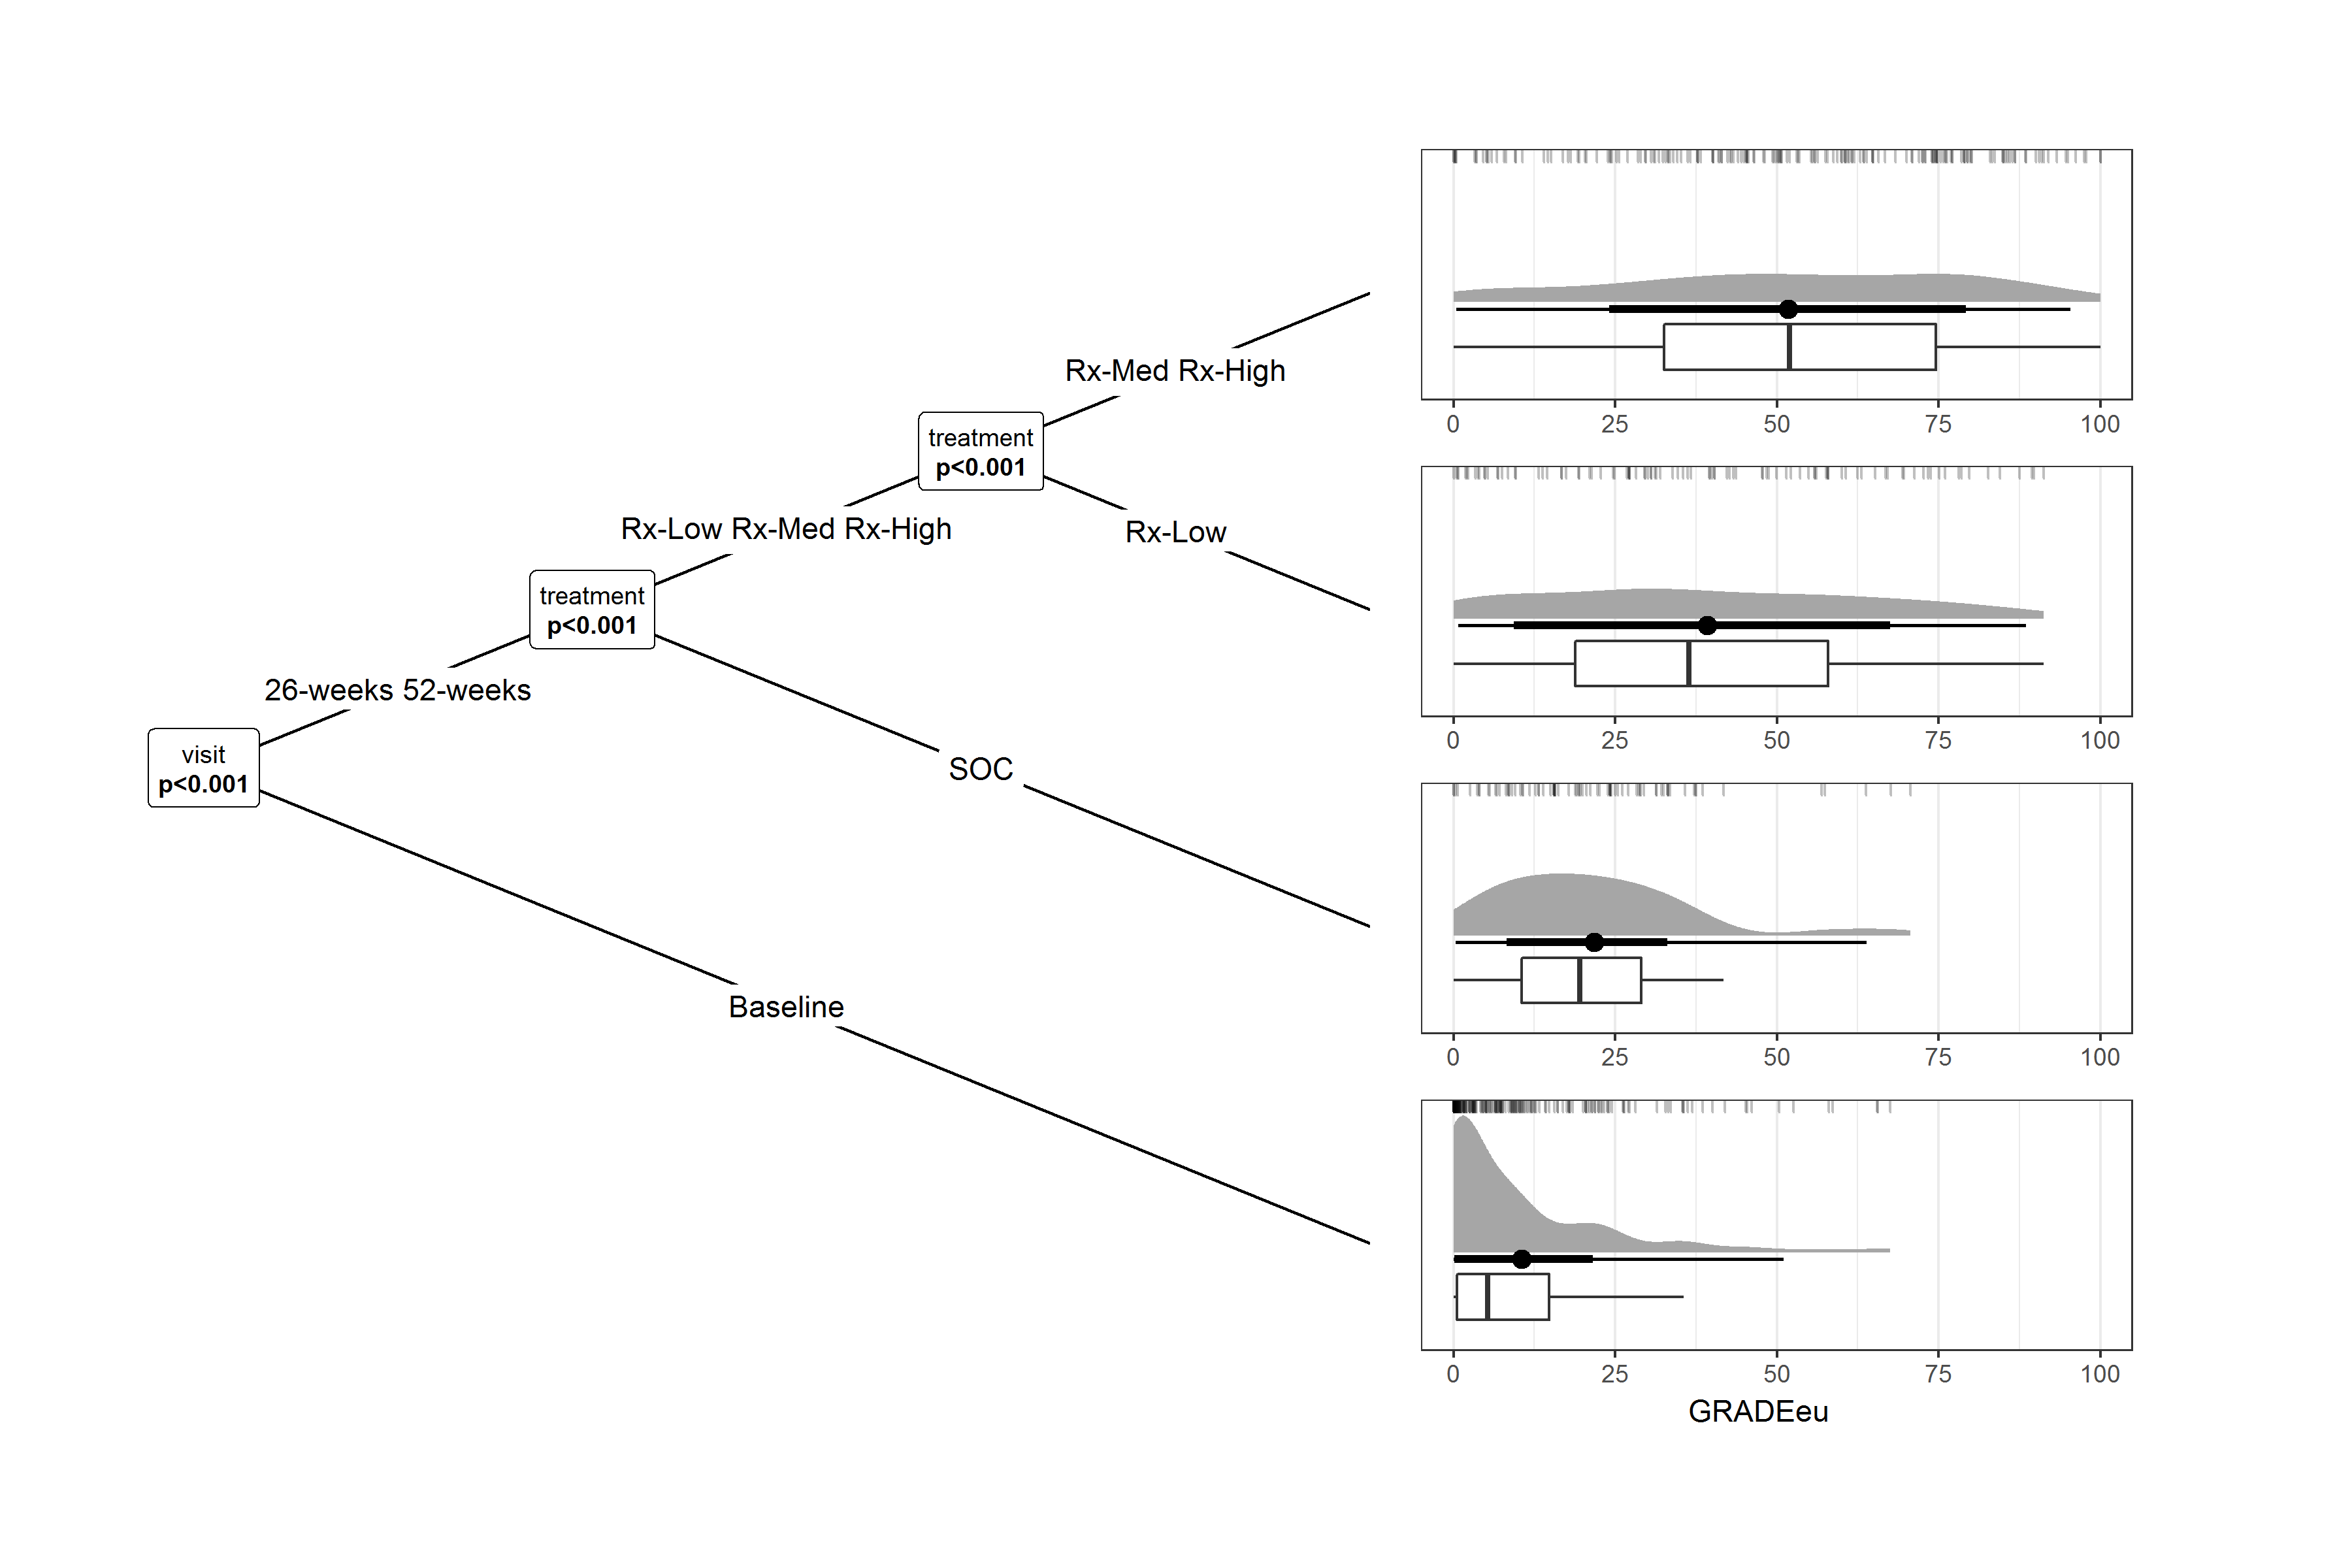 0 25 50 75 100
Rx-Med Rx-High
treatment
p<0.001
Rx-Low Rx-Med Rx-High
Rx-Low
treatment
p<0.001
26-weeks 52-weeks
0 25 50 75 100
visit
p<0.001
SOC
Baseline
0 25 50 75 100
0 25 50 75 100
GRADEeu